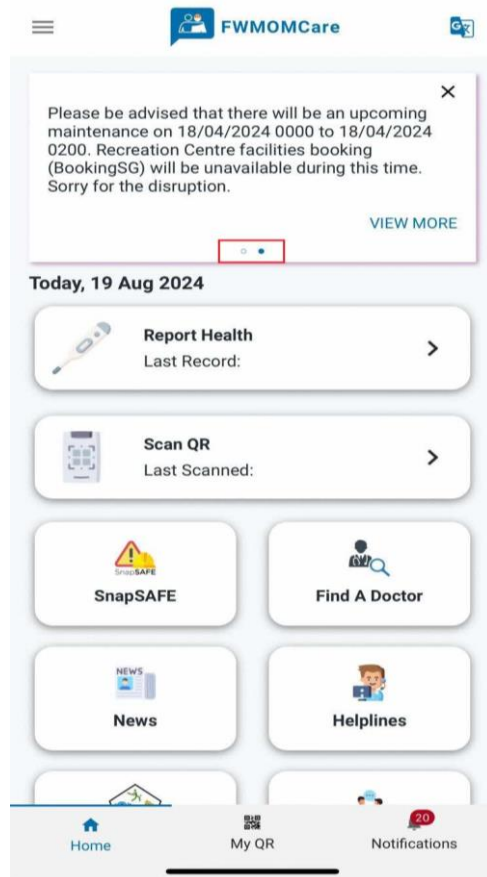 FWMOMCare
Please be advised that there will be an upcoming
maintenance on 18/04/2024 0000 to 18/04/2024
0200. Recreation Centre facilities booking
(BookingSG) will be unavailable during this time.
Sorry for the disruption.
VIEW MORE
Today, 19 Aug 2024
Report Health
Last Record:
Scan QR
Last Scanned:
SnapSAFE
SnapSAFE
Find A Doctor
NEWS
News
Helplines
Home
My QR
20
Notifications